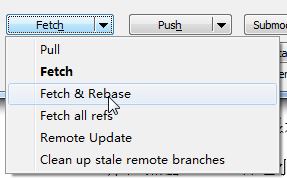 Fetch Push Submo
Pull
Fetch
Fetch & Rebase
Fetch all refs
Remote Update
Clean up stale remote branches